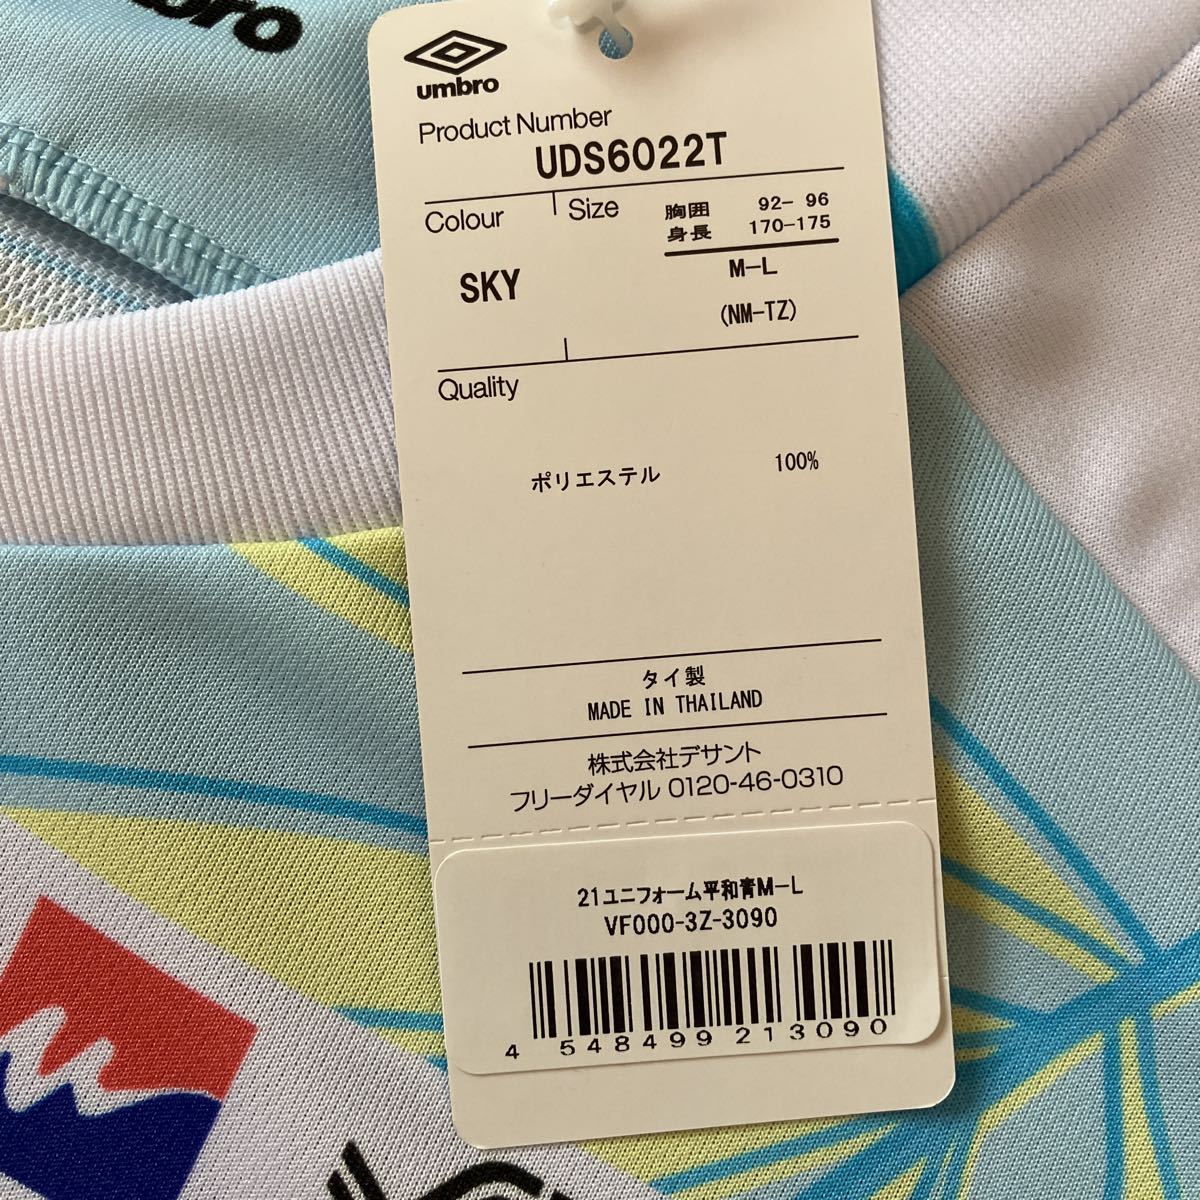 umbro
Product Number
UDS6022T
Colour
Size
胸囲 92- 96
身長 170-175
SKY
M-L
(NM-TZ)
Quality
ポリエステル 100%
タイ製
MADE IN THAILAND
株式会社デサント
フリーダイヤル 0120-46-0310
21ユニフォーム平和青M-L
VF000-3Z-3090
4 548499 213090